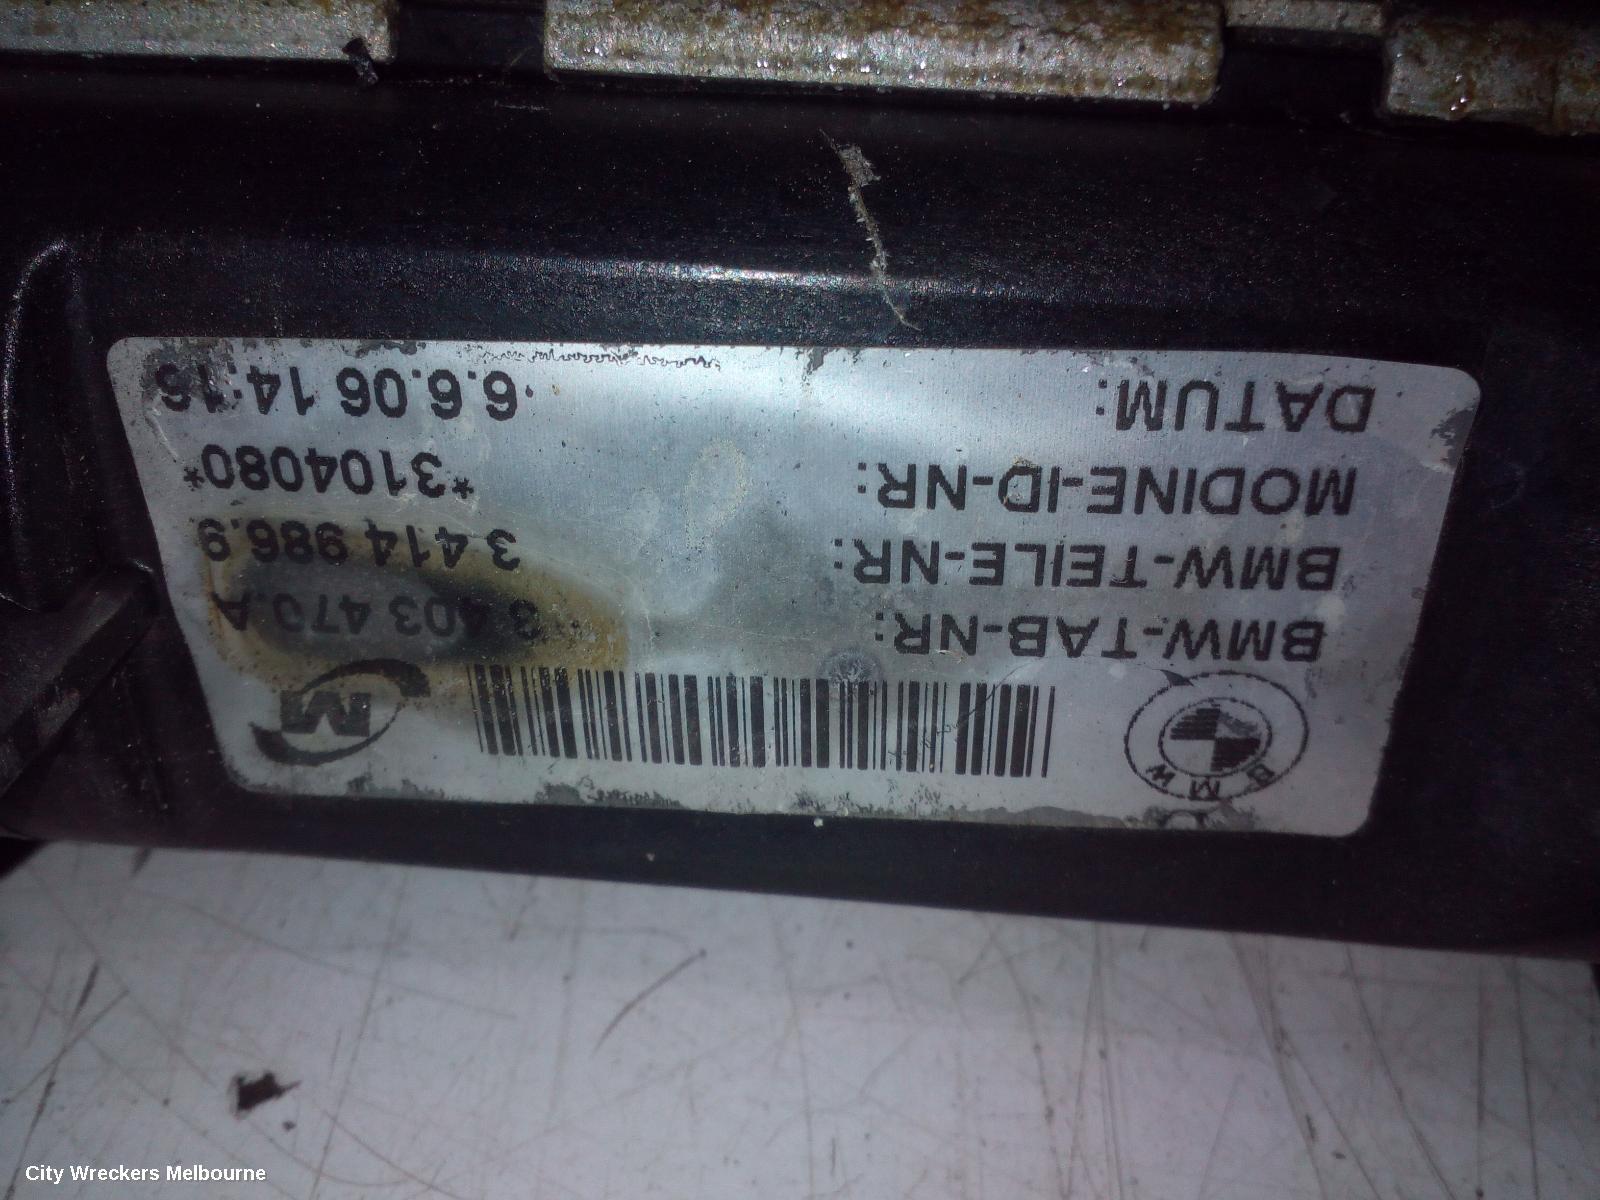 BMW
M
BMW-TAB-NR: 3 403 470.A
BMW-TEILE-NR: 3 414 986.9
MODINE-ID-NR: *3104080*
DATUM: 6.6.06 14:15
City Wreckers Melbourne